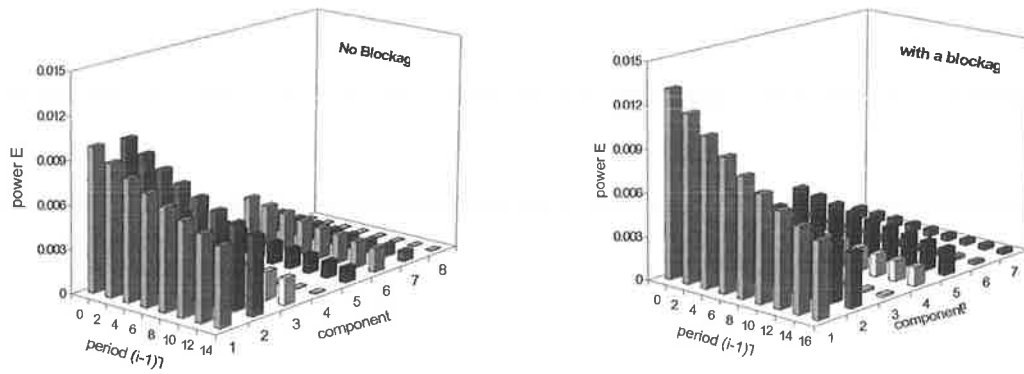 No Blockag
0.015
0.012
0.009
0.006
0.003
0
power E
0 2 4 6 8 10 12 14
period (i-1)T
1 2 3 4 5 6 7 8
component
with a blockag
0.015
0.012
0.009
0.006
0.003
0
power E
0 2 4 6 8 10 12 14 16
period (i-1)T
1 2 3 4 5 6 7
component